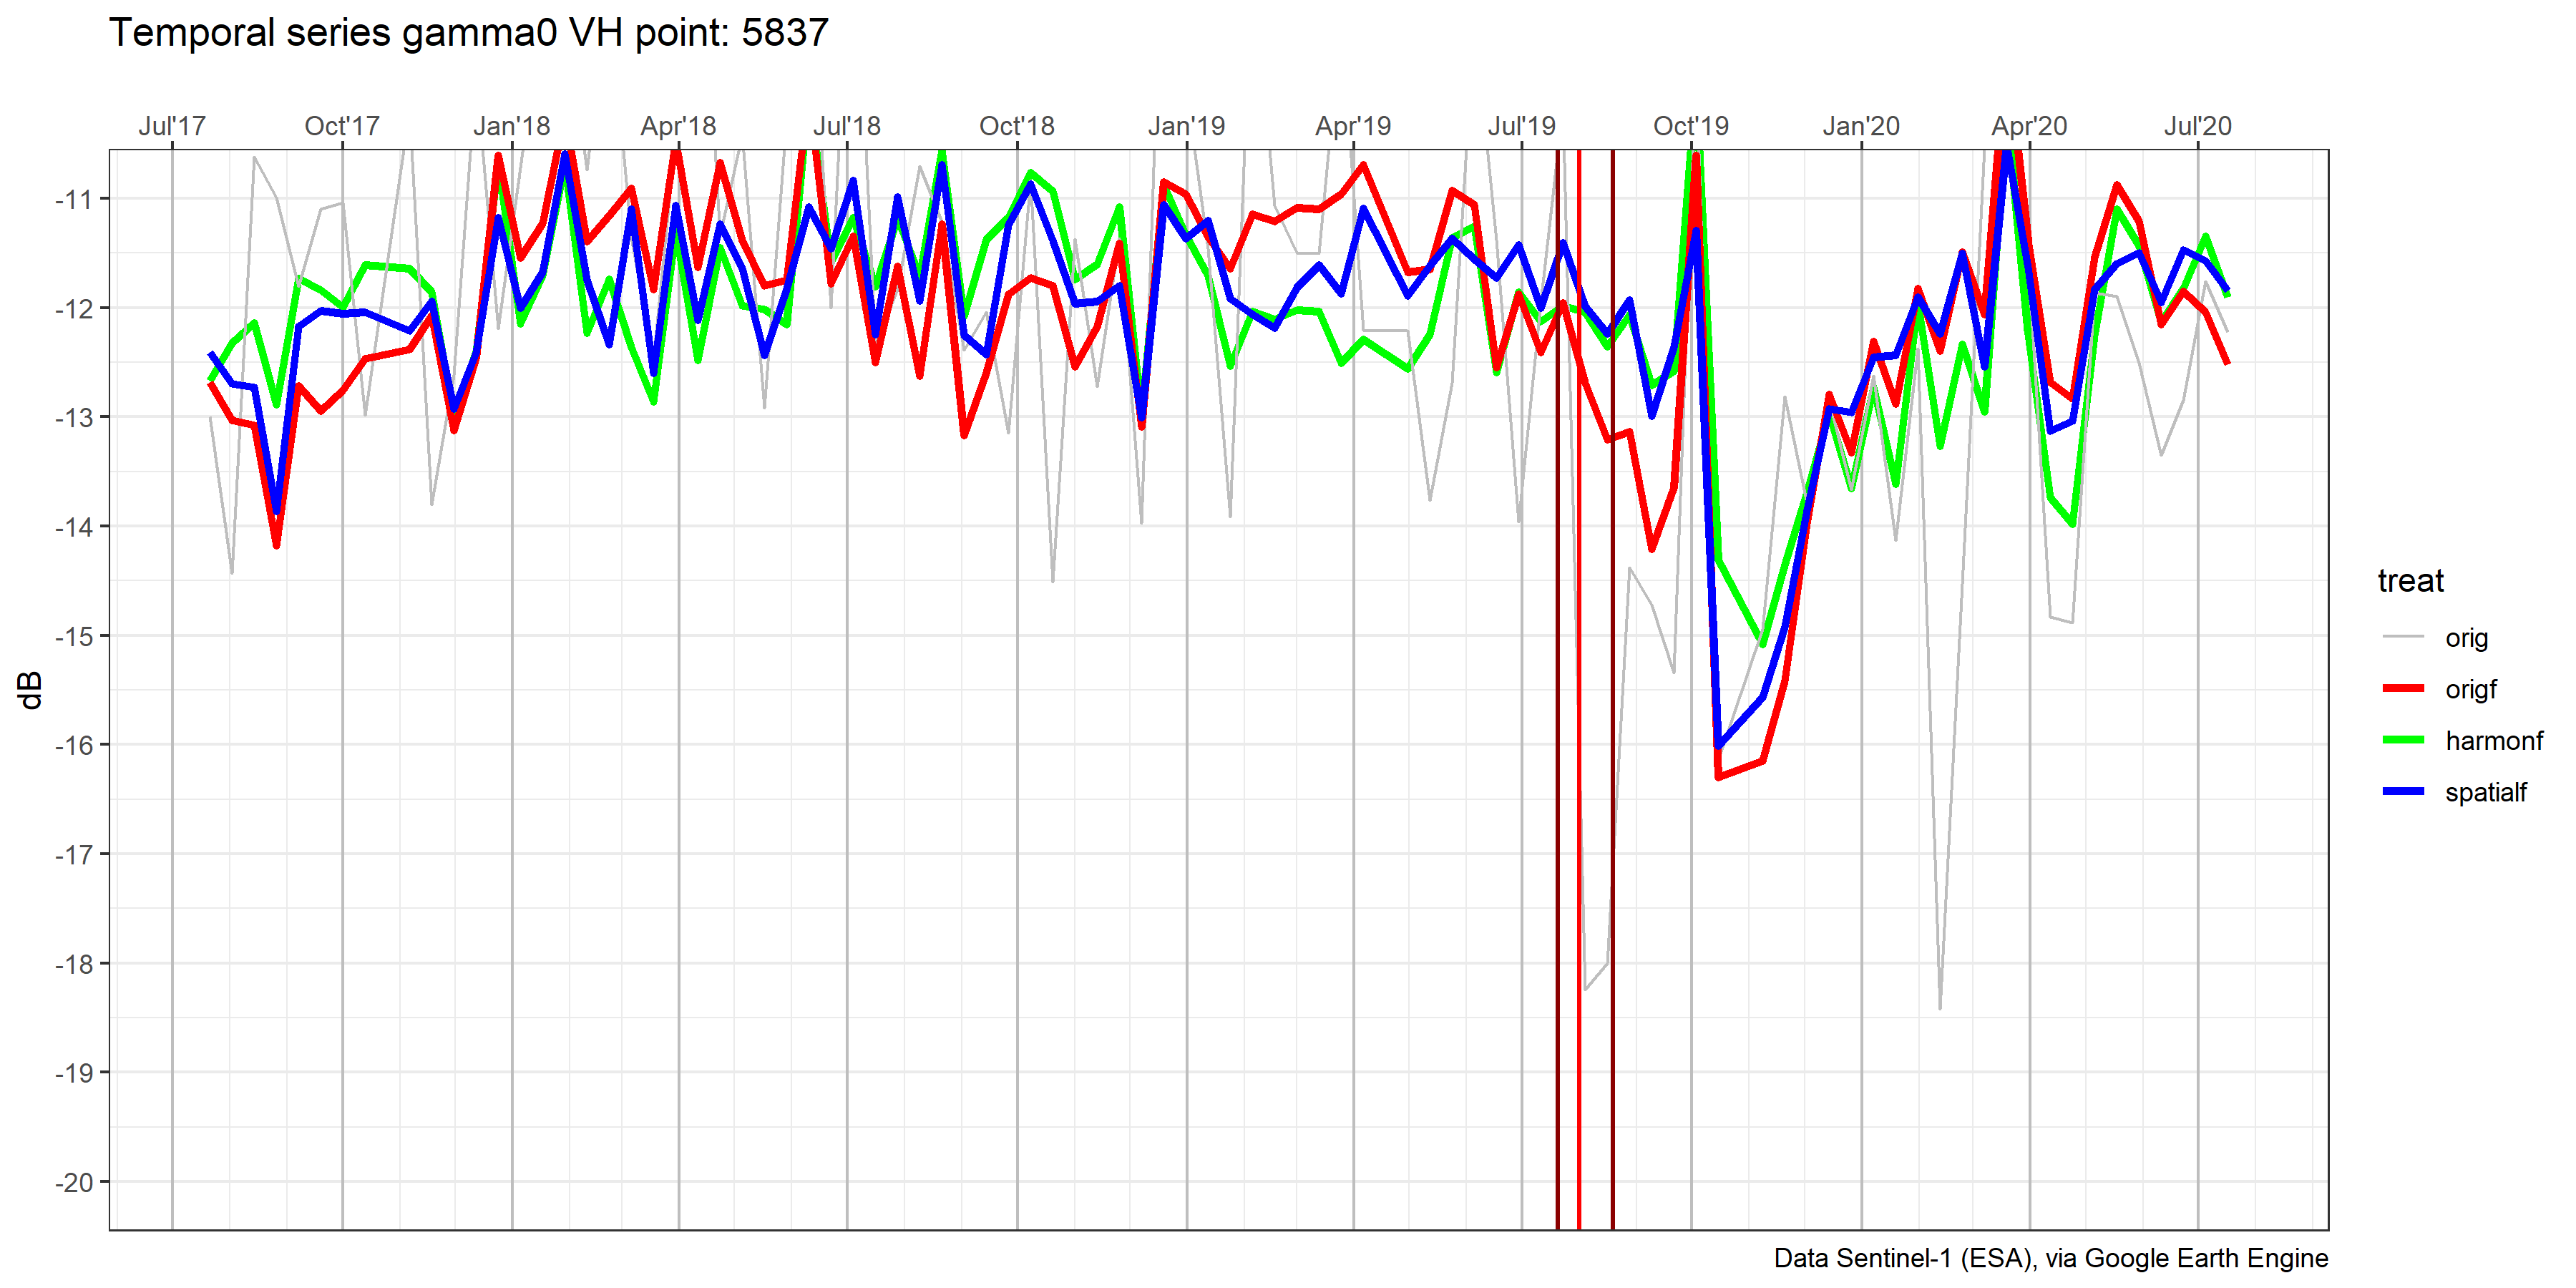 Temporal series gamma0 VH point: 5837
Jul'17 Oct'17 Jan'18 Apr'18 Jul'18 Oct'18 Jan'19 Apr'19 Jul'19 Oct'19 Jan'20 Apr'20 Jul'20
-11
-12
-13
-14
-15
-16
-17
-18
-19
-20
dB
treat
orig
origf
harmonf
spatialf
Data Sentinel-1 (ESA), via Google Earth Engine